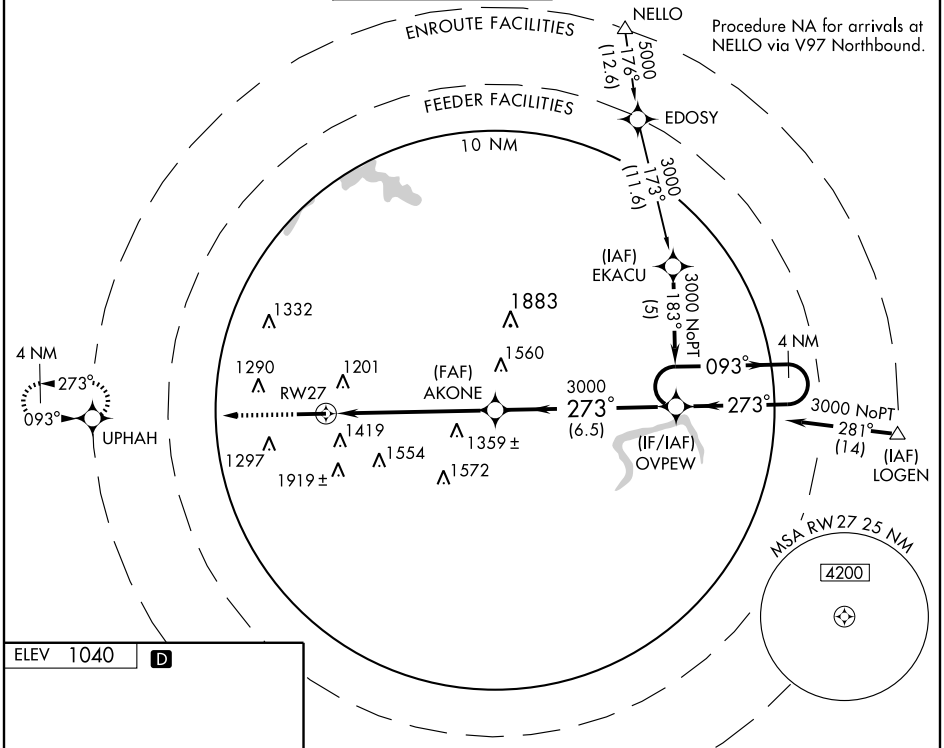 ENROUTE FACILITIES
NELLO
Procedure NA for arrivals at
NELLO via V97 Northbound.
5000
176°
(12.6)
FEEDER FACILITIES
EDOSY
10 NM
3000
173°
(11.6)
(IAF)
EKACU
3000 NoPT
183°
(5)
1332
1883
4 NM
273°
093°
UPHAH
1290
1201
1560
RW27
(FAF)
AKONE
3000
273°
(6.5)
093°
4 NM
273°
3000 NoPT
281°
(14)
(IAF)
LOGEN
(IF/IAF)
OVPEW
1297
1419
1359 ±
1554
1919 ±
1572
MSA RW 27 25 NM
4200
ELEV 1040
D